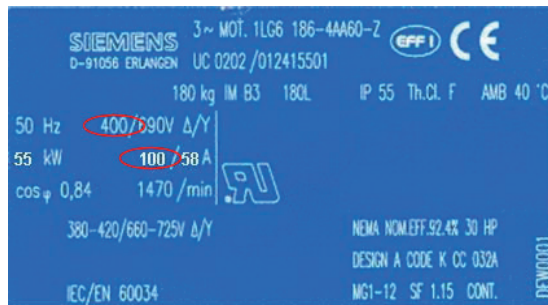 SIEMENS 3~ MOT. 1LG6 186-4AA60-Z EFF 1 CE
D-91056 ERLANGEN UC 0202 /012415501
180 kg IM B3 180L IP 55 Th.Cl. F AMB 40 °C
50 Hz 400/690V Δ/Y
55 kW 100/58 A
cos φ 0,84 1470 /min
380-420/660-725V Δ/Y NEMA NOM.EFF.92.4% 30 HP
DESIGN A CODE K CC 032A
IEC/EN 60034 MG1-12 SF 1.15 CONT.
DEW0001